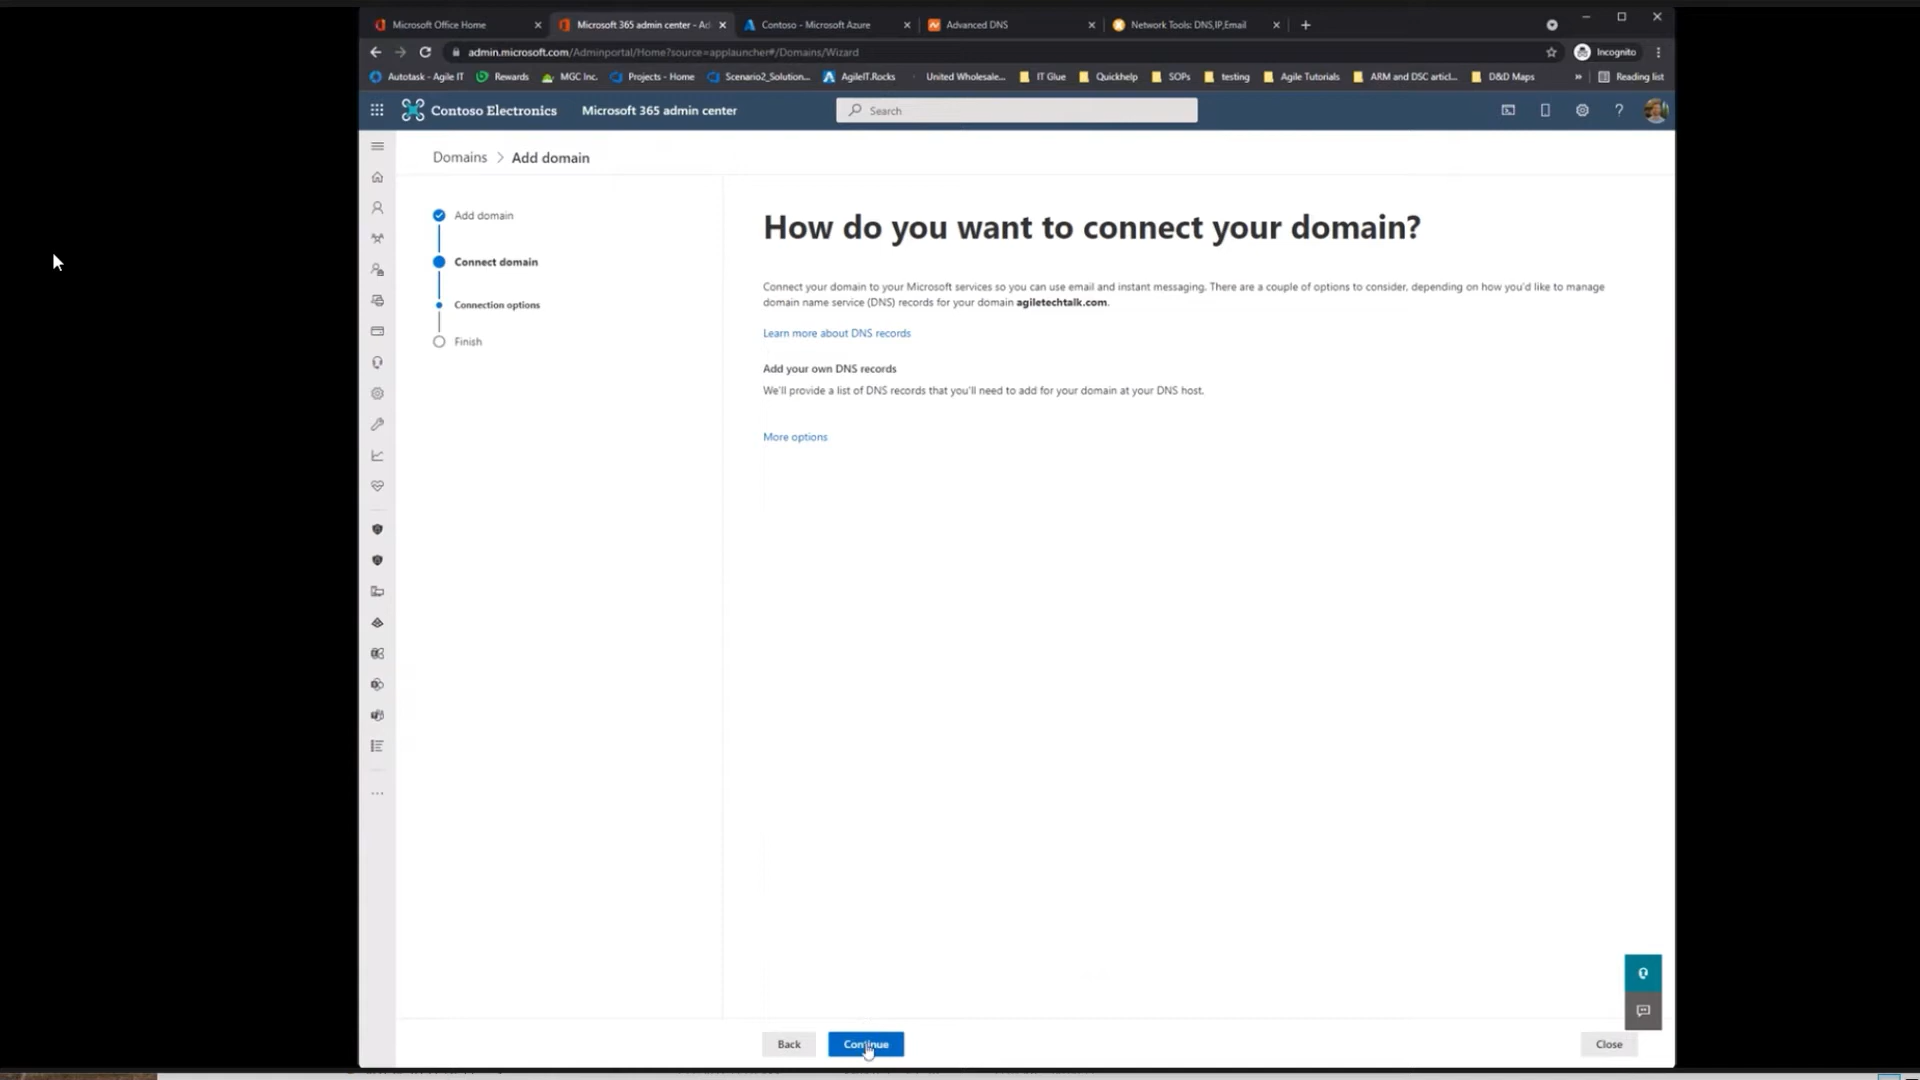 Microsoft Office Home
Microsoft 365 admin center - Ad
Contoso - Microsoft Azure
Advanced DNS
Network Tools: DNS,IP,Email
admin.microsoft.com/Adminportal/Home?source=applauncher#/Domains/Wizard
Incognito
Autotask - Agile IT
Rewards
MGC Inc.
Projects - Home
Scenario2_Solution...
AgileIT.Rocks
United Wholesale...
IT Glue
Quickhelp
SOPs
testing
Agile Tutorials
ARM and DSC articl...
D&D Maps
»
Reading list
Contoso Electronics
Microsoft 365 admin center
Search
?
Domains > Add domain
Add domain
Connect domain
Connection options
Finish
How do you want to connect your domain?
Connect your domain to your Microsoft services so you can use email and instant messaging. There are a couple of options to consider, depending on how you'd like to manage
domain name service (DNS) records for your domain agiletechtalk.com.
Learn more about DNS records
Add your own DNS records
We'll provide a list of DNS records that you'll need to add for your domain at your DNS host.
More options
Back
Continue
Close